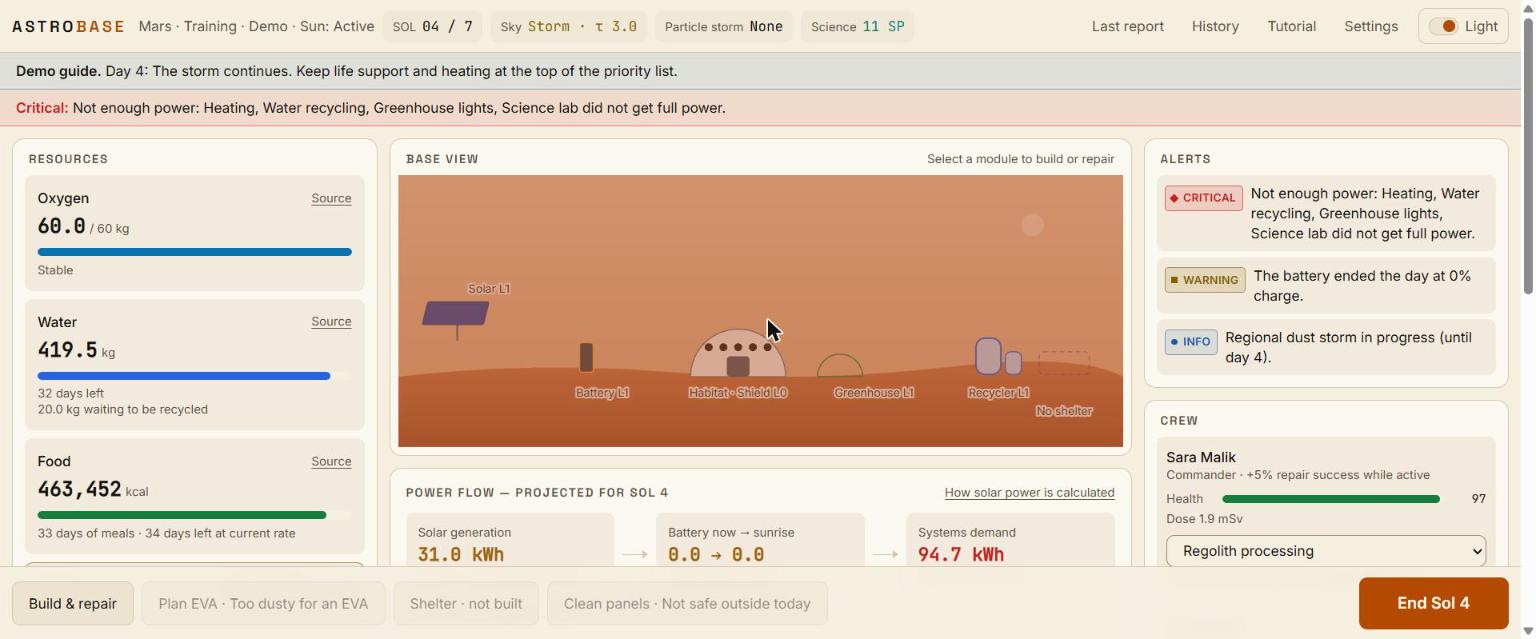 ASTROBASE Mars · Training · Demo · Sun: Active SOL 04 / 7 Sky Storm · τ 3.0 Particle storm None Science 11 SP Last report History Tutorial Settings Light
Demo guide. Day 4: The storm continues. Keep life support and heating at the top of the priority list.
Critical: Not enough power: Heating, Water recycling, Greenhouse lights, Science lab did not get full power.
RESOURCES
Oxygen Source
60.0 / 60 kg
Stable
Water Source
419.5 kg
32 days left
20.0 kg waiting to be recycled
Food Source
463,452 kcal
33 days of meals · 34 days left at current rate
BASE VIEW Select a module to build or repair
Solar L1
Battery L1 Habitat · Shield L0 Greenhouse L1 Recycler L1
No shelter
POWER FLOW — PROJECTED FOR SOL 4 How solar power is calculated
Solar generation
31.0 kWh
Battery now → sunrise
0.0 → 0.0
Systems demand
94.7 kWh
ALERTS
◆ CRITICAL Not enough power: Heating, Water
recycling, Greenhouse lights,
Science lab did not get full power.
■ WARNING The battery ended the day at 0%
charge.
● INFO Regional dust storm in progress (until
day 4).
CREW
Sara Malik
Commander · +5% repair success while active
Health 97
Dose 1.9 mSv
Regolith processing
Build & repair Plan EVA · Too dusty for an EVA Shelter · not built Clean panels · Not safe outside today End Sol 4